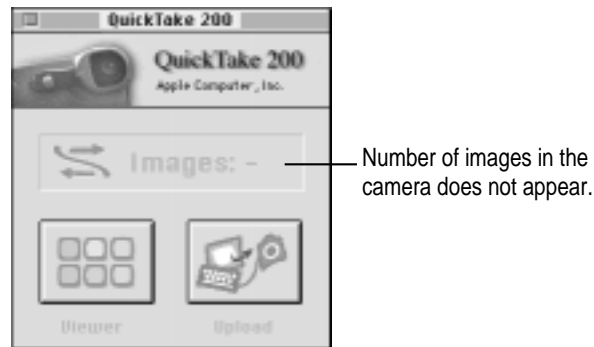 QuickTake 200
QuickTake 200
Apple Computer, Inc.
Images: -
Number of images in the
camera does not appear.
Viewer
Upload